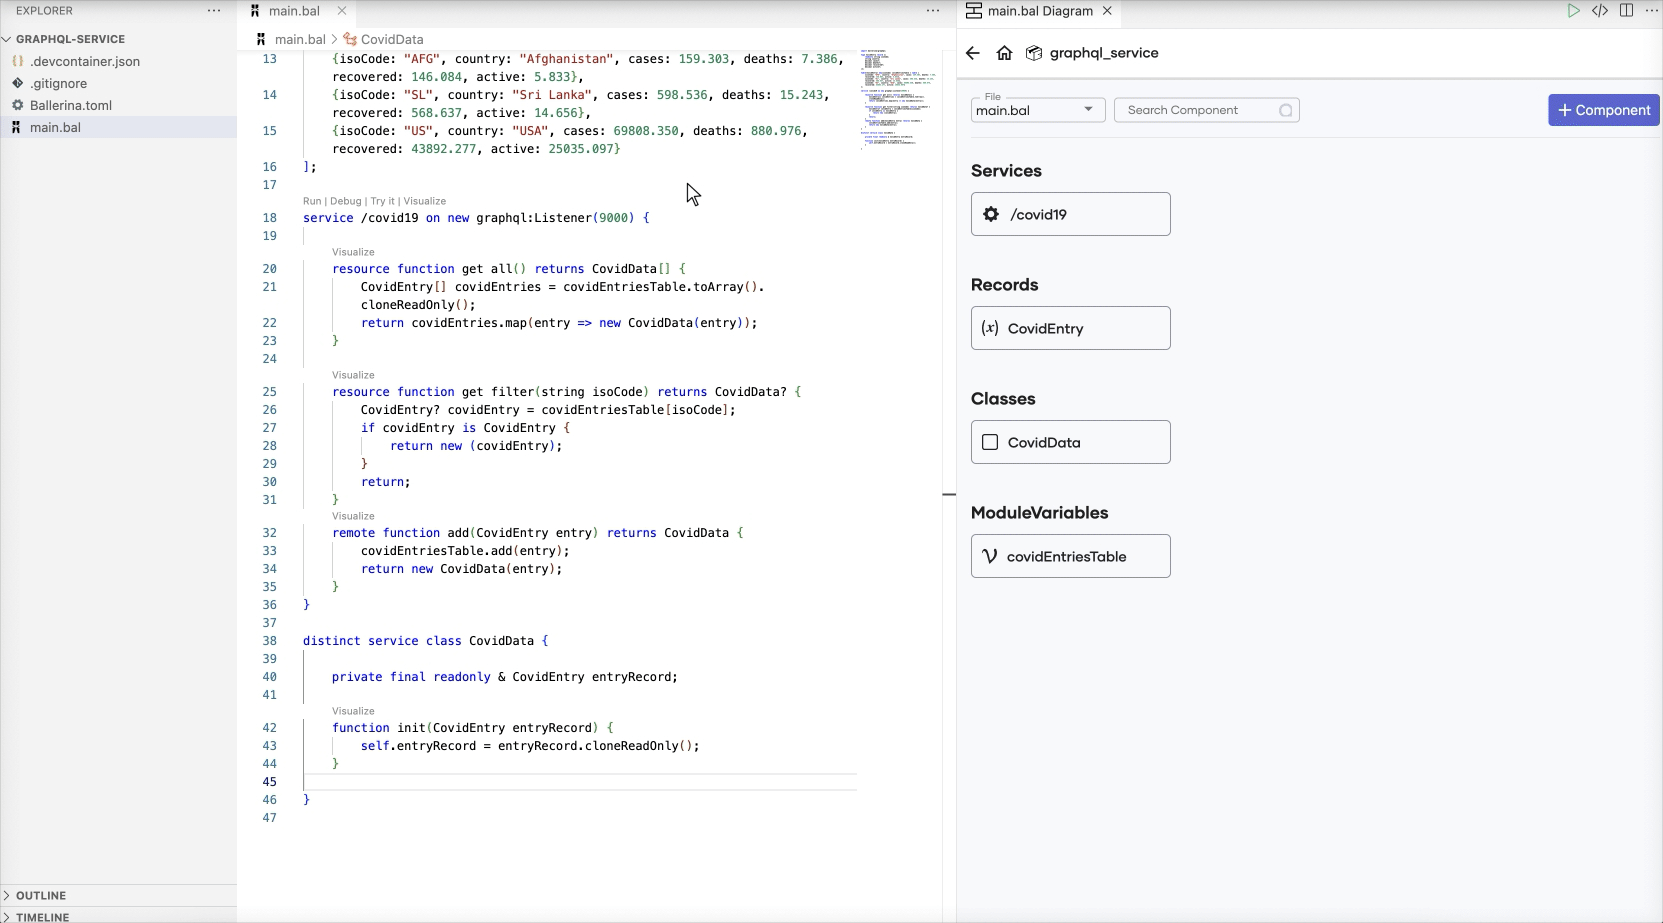 EXPLORER
GRAPHQL-SERVICE
.devcontainer.json
.gitignore
Ballerina.toml
main.bal
OUTLINE
TIMELINE
main.bal
main.bal > CovidData
13 {isoCode: "AFG", country: "Afghanistan", cases: 159.303, deaths: 7.386,
recovered: 146.084, active: 5.833},
14 {isoCode: "SL", country: "Sri Lanka", cases: 598.536, deaths: 15.243,
recovered: 568.637, active: 14.656},
15 {isoCode: "US", country: "USA", cases: 69808.350, deaths: 880.976,
recovered: 43892.277, active: 25035.097}
16 ];
17
Run | Debug | Try it | Visualize
18 service /covid19 on new graphql:Listener(9000) {
19
Visualize
20 resource function get all() returns CovidData[] {
21 CovidEntry[] covidEntries = covidEntriesTable.toArray().
cloneReadOnly();
22 return covidEntries.map(entry => new CovidData(entry));
23 }
24
Visualize
25 resource function get filter(string isoCode) returns CovidData? {
26 CovidEntry? covidEntry = covidEntriesTable[isoCode];
27 if covidEntry is CovidEntry {
28 return new (covidEntry);
29 }
30 return;
31 }
Visualize
32 remote function add(CovidEntry entry) returns CovidData {
33 covidEntriesTable.add(entry);
34 return new CovidData(entry);
35 }
36 }
37
38 distinct service class CovidData {
39
40 private final readonly & CovidEntry entryRecord;
41
Visualize
42 function init(CovidEntry entryRecord) {
43 self.entryRecord = entryRecord.cloneReadOnly();
44 }
45
46 }
47
main.bal Diagram
graphql_service
File
main.bal
Search Component
+ Component
Services
/covid19
Records
(x) CovidEntry
Classes
CovidData
ModuleVariables
covidEntriesTable